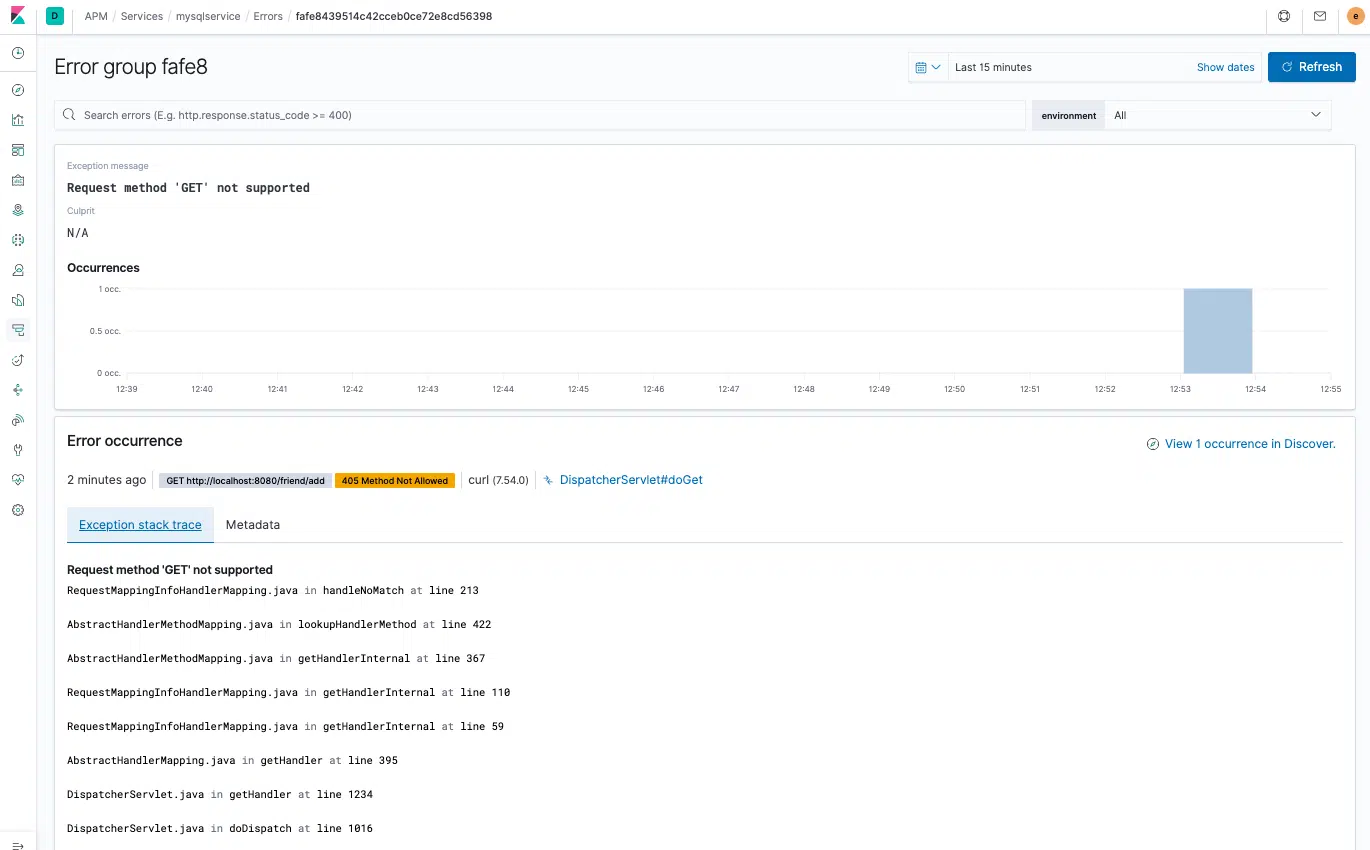 D APM / Services / mysqlservice / Errors / fafe8439514c42cceb0ce72e8cd56398 e
Error group fafe8 Last 15 minutes Show dates Refresh
Search errors (E.g. http.response.status_code >= 400) environment All
Exception message
Request method 'GET' not supported
Culprit
N/A
Occurrences
1 occ.
0.5 occ.
0 occ.
12:39 12:40 12:41 12:42 12:43 12:44 12:45 12:46 12:47 12:48 12:49 12:50 12:51 12:52 12:53 12:54 12:55
Error occurrence View 1 occurrence in Discover.
2 minutes ago GET http://localhost:8080/friend/add 405 Method Not Allowed curl (7.54.0) DispatcherServlet#doGet
Exception stack trace Metadata
Request method 'GET' not supported
RequestMappingInfoHandlerMapping.java in handleNoMatch at line 213
AbstractHandlerMethodMapping.java in lookupHandlerMethod at line 422
AbstractHandlerMethodMapping.java in getHandlerInternal at line 367
RequestMappingInfoHandlerMapping.java in getHandlerInternal at line 110
RequestMappingInfoHandlerMapping.java in getHandlerInternal at line 59
AbstractHandlerMapping.java in getHandler at line 395
DispatcherServlet.java in getHandler at line 1234
DispatcherServlet.java in doDispatch at line 1016